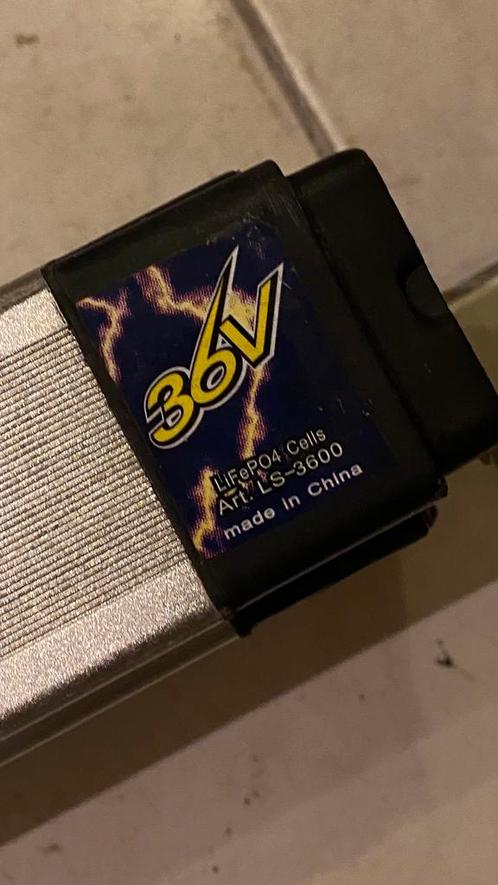 36V
LiFePO4 Cells
Art. LS-3600
made in China